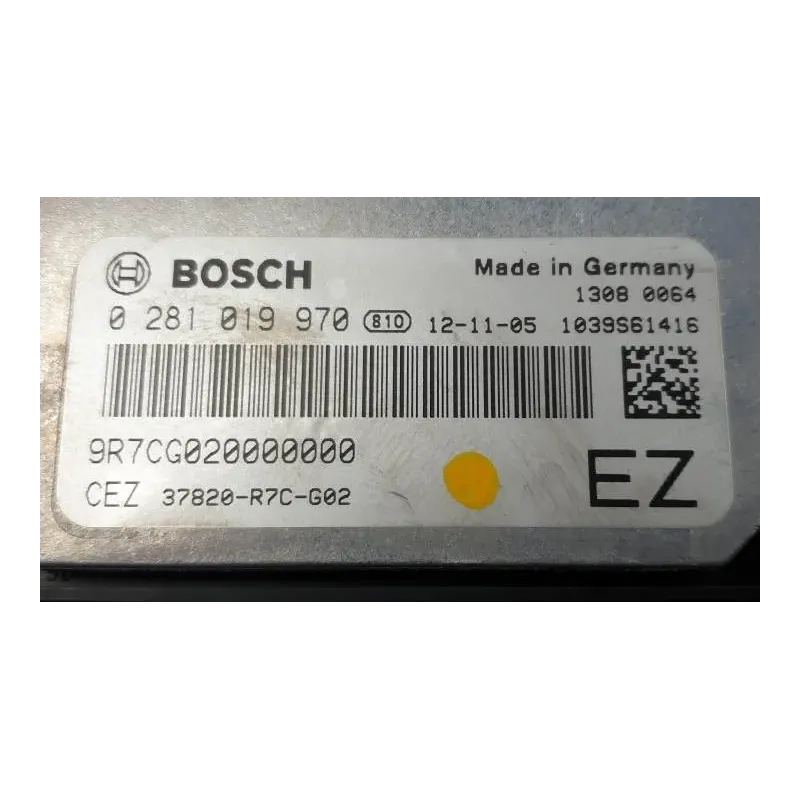 BOSCH
Made in Germany
1308 0064
0 281 019 970 810 12-11-05 1039S61416
9R7CG020000000
CEZ 37820-R7C-G02
EZ